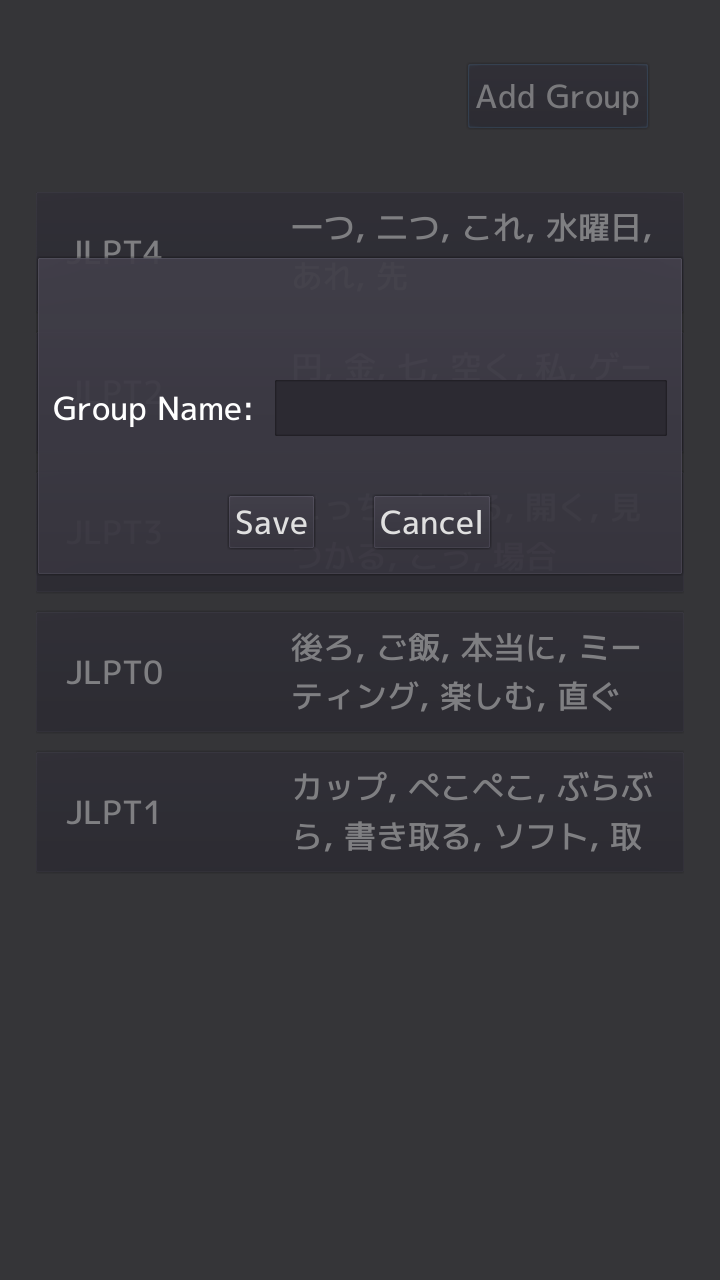 Add Group
JLPT4
一つ, 二つ, これ, 水曜日,
あれ, 先
JLPT2
円, 金, 七, 空く, 私, ゲー
Group Name:
JLPT3
開く, 見
つかる, どう, 場合
Save
Cancel
JLPT0
後ろ, ご飯, 本当に, ミー
ティング, 楽しむ, 直ぐ
JLPT1
カップ, ぺこぺこ, ぶらぶ
ら, 書き取る, ソフト, 取